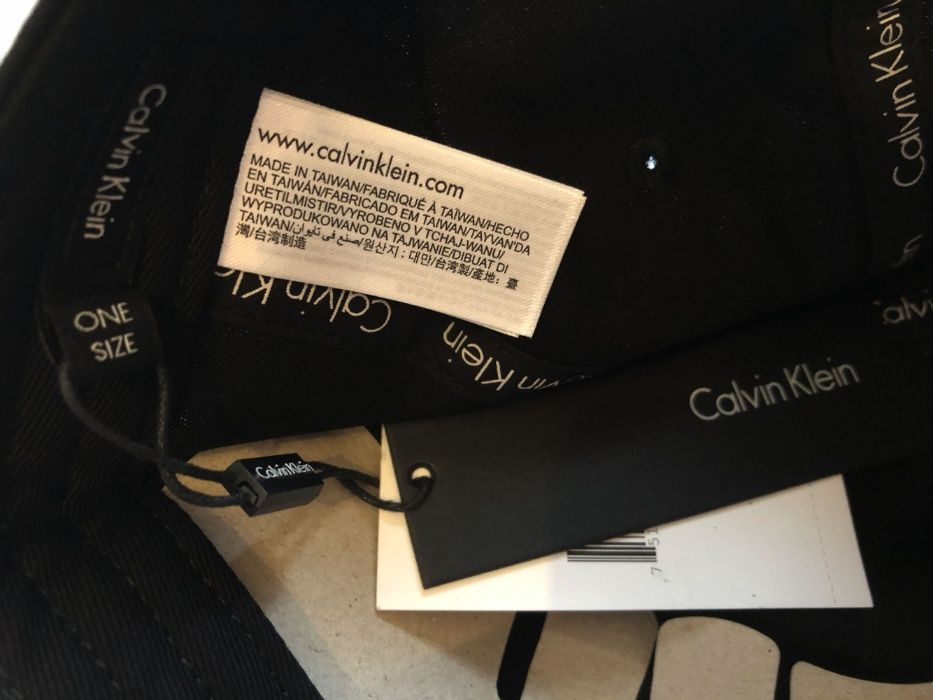 Calvin Klein
www.calvinklein.com
MADE IN TAIWAN/FABRIQUÉ À TAÏWAN/HECHO
EN TAIWÁN/FABRICADO EM TAIWAN/TAYVAN'DA
URETILMISTIR/VYROBENO V TCHAJ-WANU/
WYPRODUKOWANO NA TAJWANIE/DIBUAT DI
TAIWAN/صنع في تايوان/원산지 : 대만/台湾製/產地: 臺
灣/台湾制造
Calvin Klein
Calvin Kl
Calvin Klein
Klein
ONE
SIZE
Calvin Klein
Calvin Klein